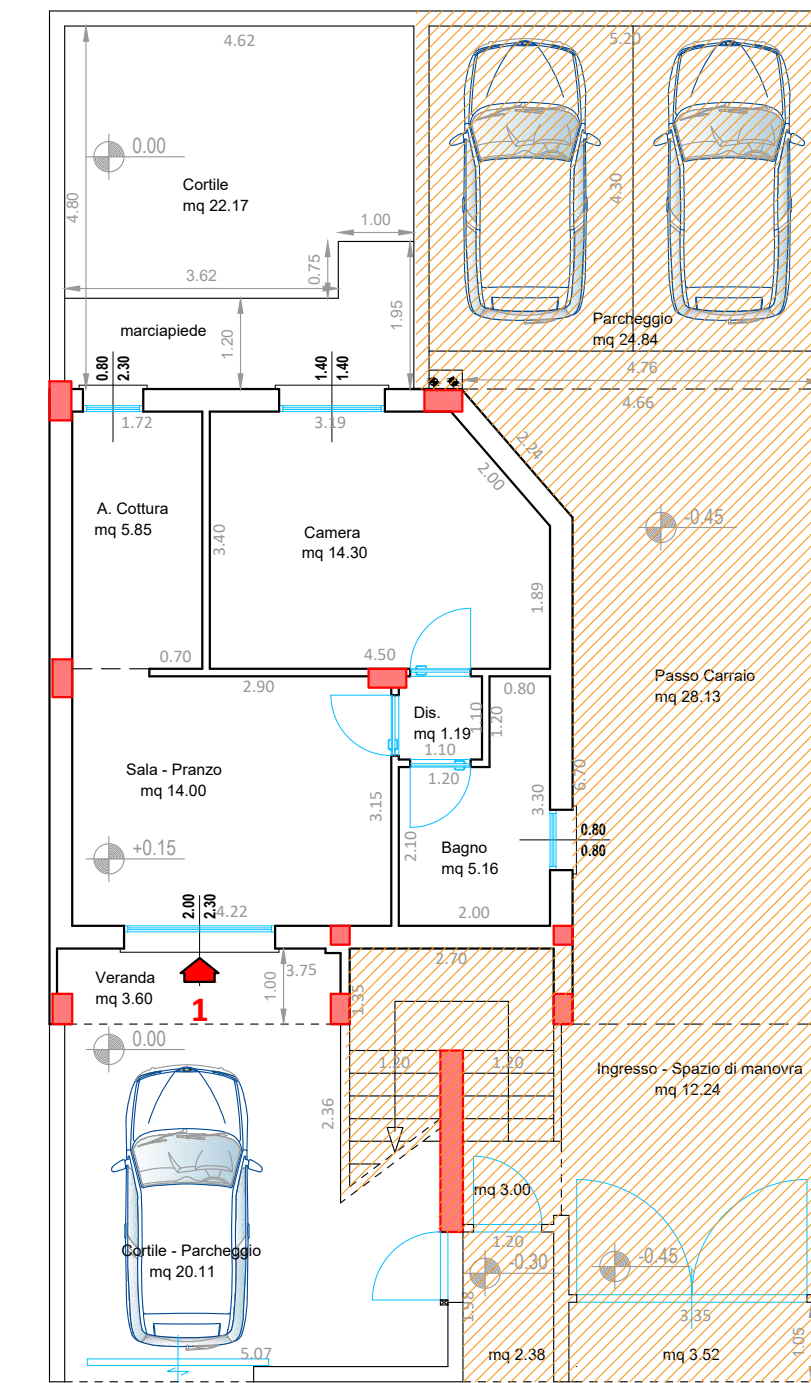 4.62
5.20
0.00
4.80
Cortile
mq 22.17
4.30
1.00
0.75
3.62
1.95
marciapiede
1.20
Parcheggio
mq 24.84
0.80
2.30
1.40
1.40
4.76
4.66
1.72
3.19
2.24
2.00
A. Cottura
mq 5.85
Camera
mq 14.30
3.40
-0.45
1.89
0.70
4.50
2.90
0.80
Passo Carraio
mq 28.13
Dis.
mq 1.19
1.10
1.20
1.10
1.20
Sala - Pranzo
mq 14.00
3.15
3.30
6.70
+0.15
2.10
Bagno
mq 5.16
0.80
0.80
2.00
2.30
4.22
2.00
Veranda
mq 3.60
1
1.00
3.75
1.35
2.70
0.00
1.20
1.20
2.36
Ingresso - Spazio di manovra
mq 12.24
mq 3.00
1.20
Cortile - Parcheggio
mq 20.11
-0.30
-0.45
1.98
3.35
5.07
mq 2.38
mq 3.52
1.05